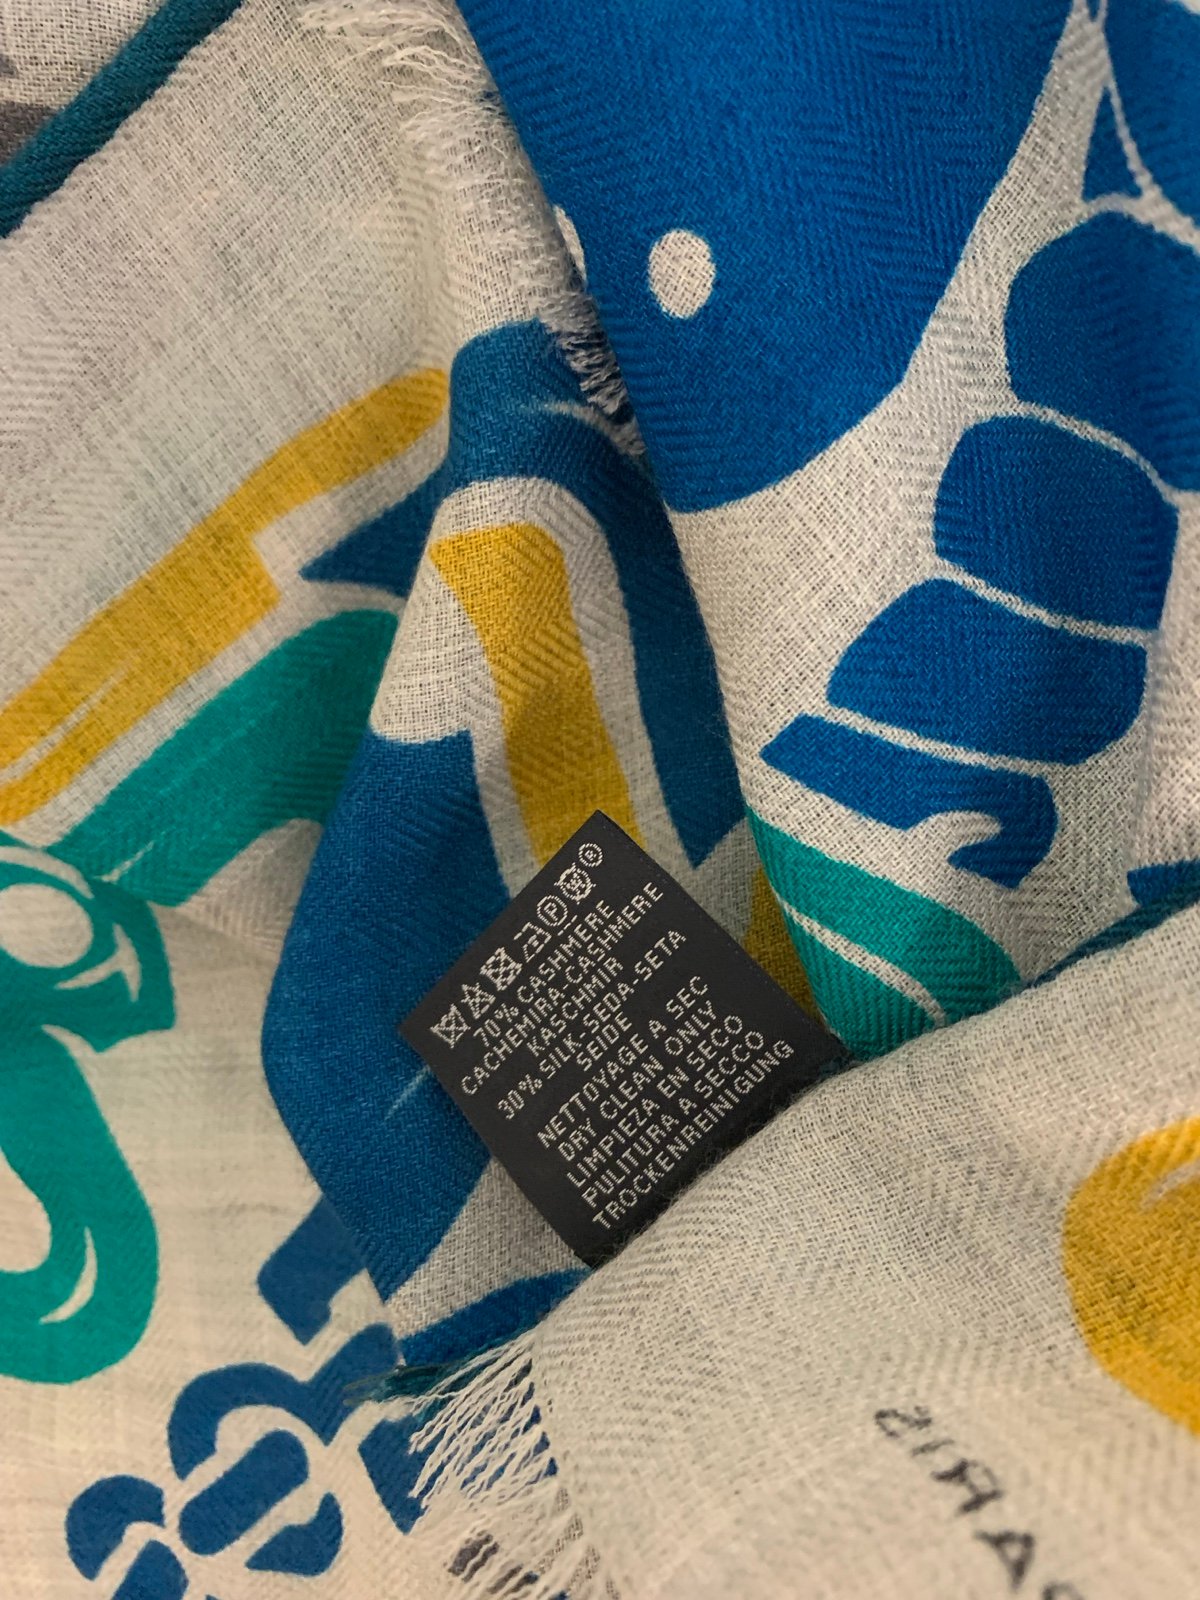 70% CASHMERE
CACHEMIRA-CASHMERE
KASCHMIR
30% SILK-SEDA-SETA
SEIDE
NETTOYAGE A SEC
DRY CLEAN ONLY
LIMPIEZA EN SECO
PULITURA A SECCO
TROCKENREINIGUNG